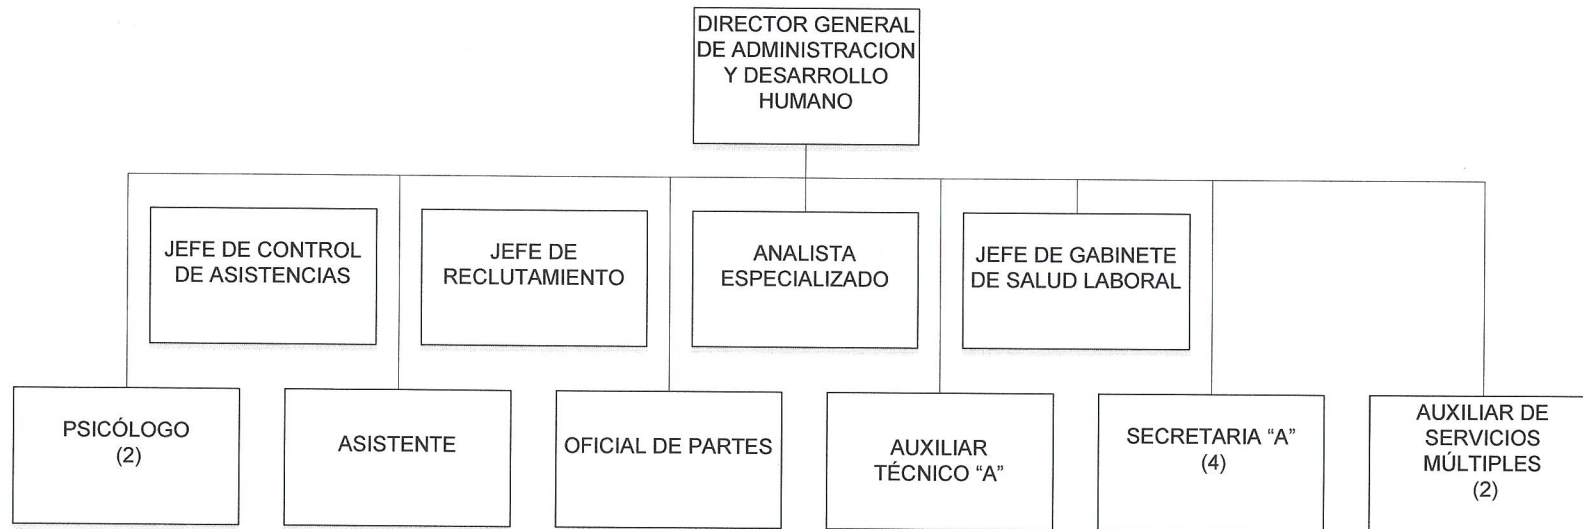 DIRECTOR GENERAL
DE ADMINISTRACION
Y DESARROLLO
HUMANO
JEFE DE CONTROL
DE ASISTENCIAS
JEFE DE
RECLUTAMIENTO
ANALISTA
ESPECIALIZADO
JEFE DE GABINETE
DE SALUD LABORAL
PSICÓLOGO
(2)
ASISTENTE
OFICIAL DE PARTES
AUXILIAR
TÉCNICO “A”
SECRETARIA “A”
(4)
AUXILIAR DE
SERVICIOS
MÚLTIPLES
(2)